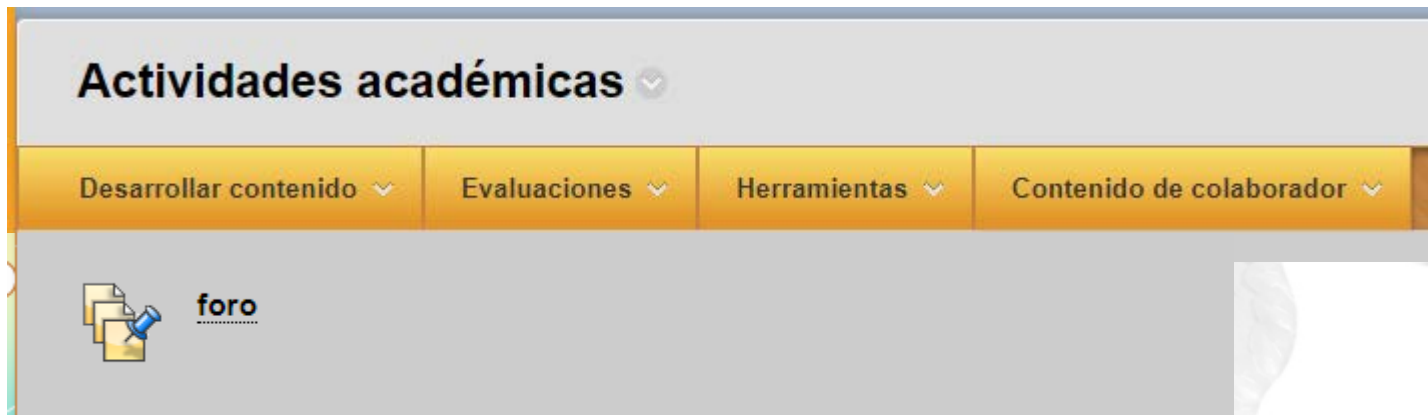 Actividades académicas
Desarrollar contenido Evaluaciones Herramientas Contenido de colaborador
foro